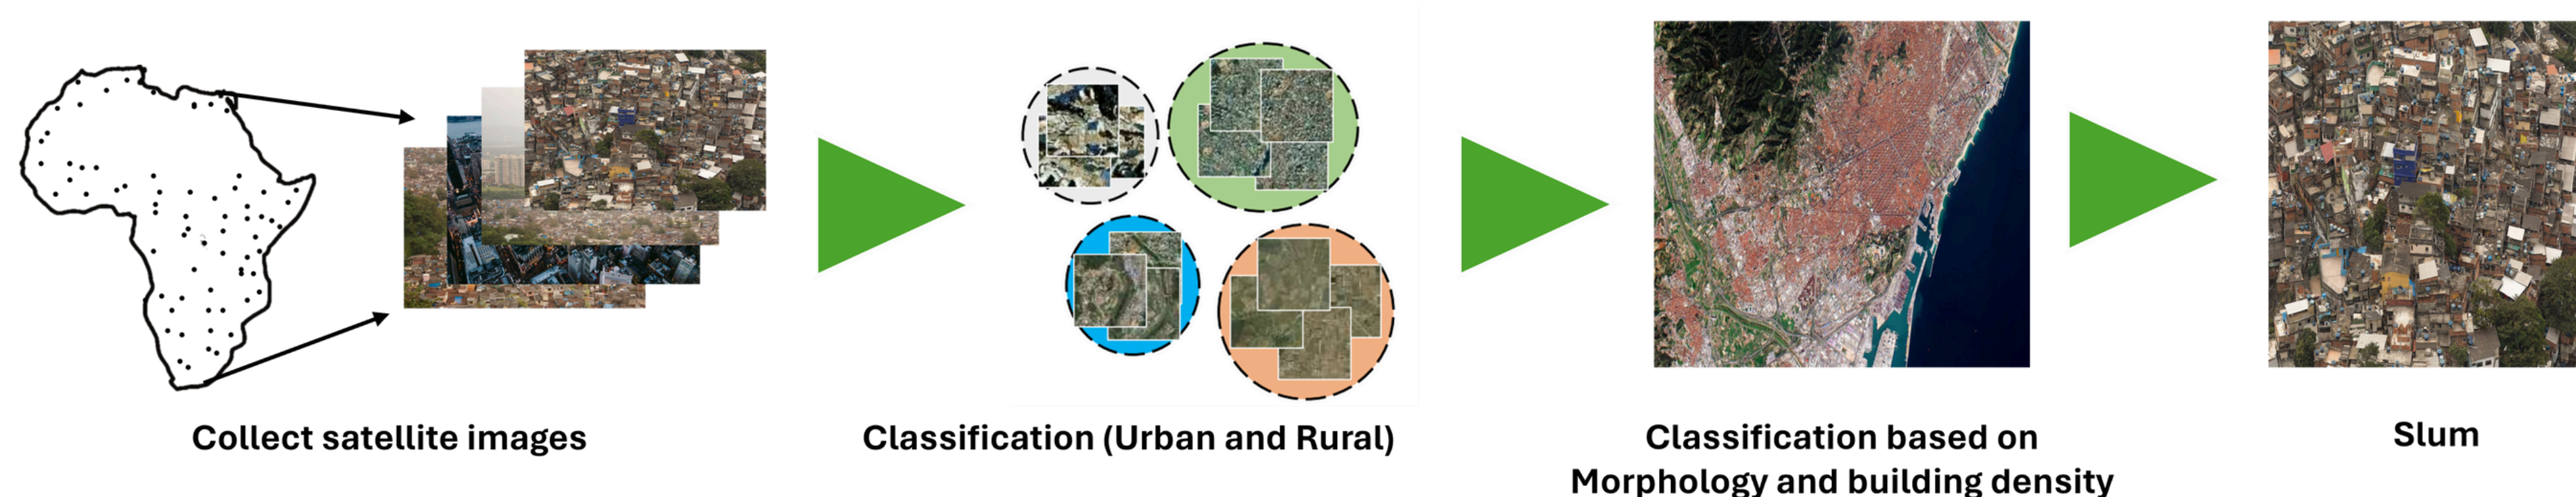 Collect satellite images
Classification (Urban and Rural)
Classification based on
Morphology and building density
Slum